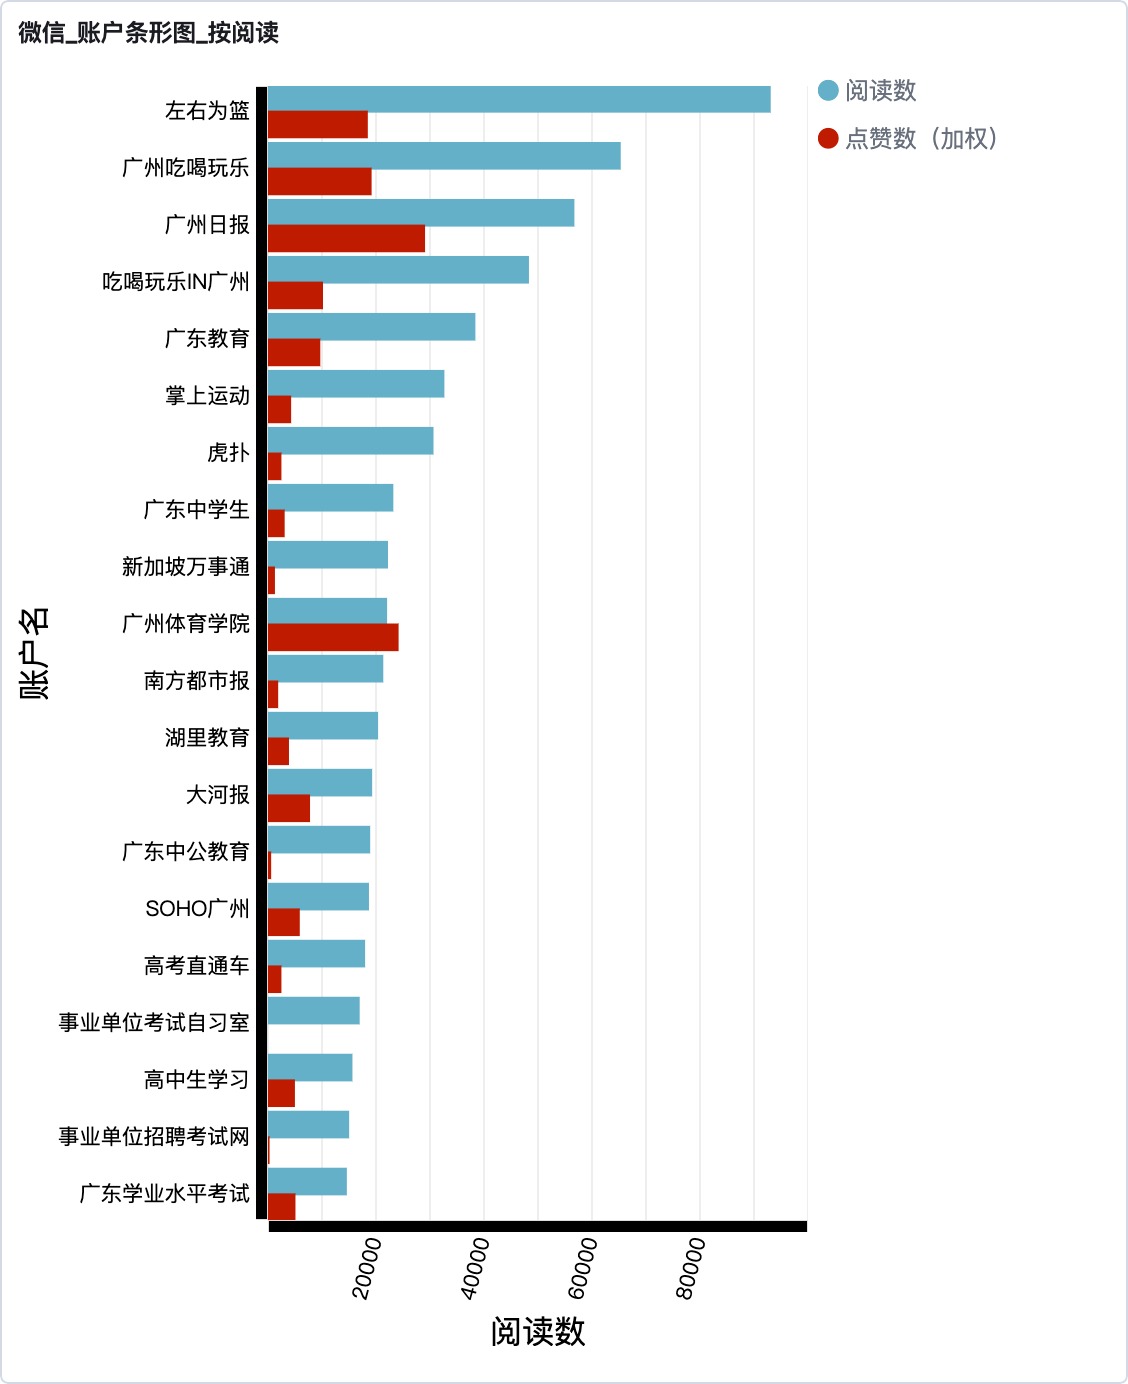 微信_账户条形图_按阅读
阅读数
点赞数（加权）
左右为篮
广州吃喝玩乐
广州日报
吃喝玩乐IN广州
广东教育
掌上运动
虎扑
广东中学生
新加坡万事通
广州体育学院
南方都市报
湖里教育
大河报
广东中公教育
SOHO广州
高考直通车
事业单位考试自习室
高中生学习
事业单位招聘考试网
广东学业水平考试
账户名
20000
40000
60000
80000
阅读数